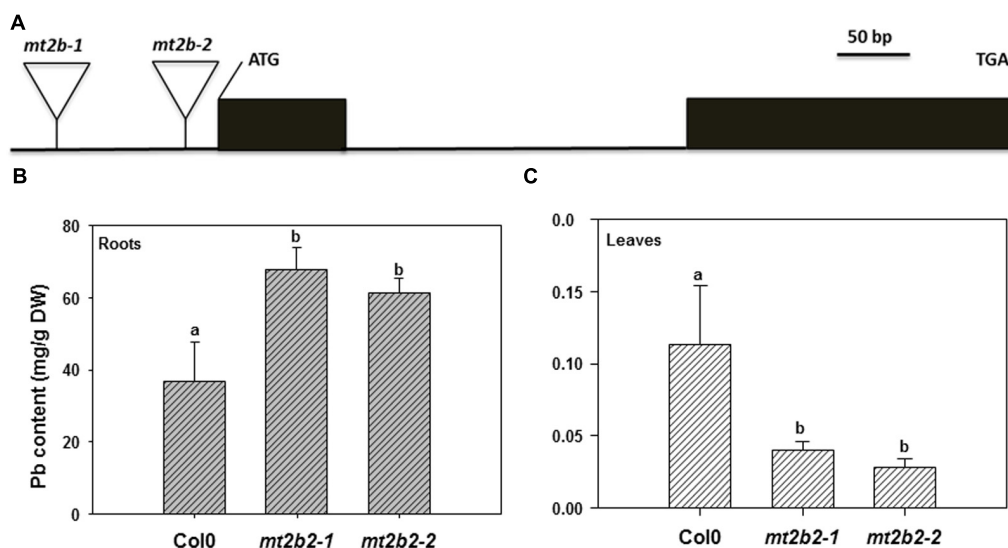 A
mt2b-1
mt2b-2
ATG
50 bp
TGA
B
Roots
Pb content (mg/g DW)
80
60
40
20
0
a
b
b
Col0
mt2b2-1
mt2b2-2
C
Leaves
0.0
0.15
0.10
0.05
0.00
a
b
b
Col0
mt2b2-1
mt2b2-2